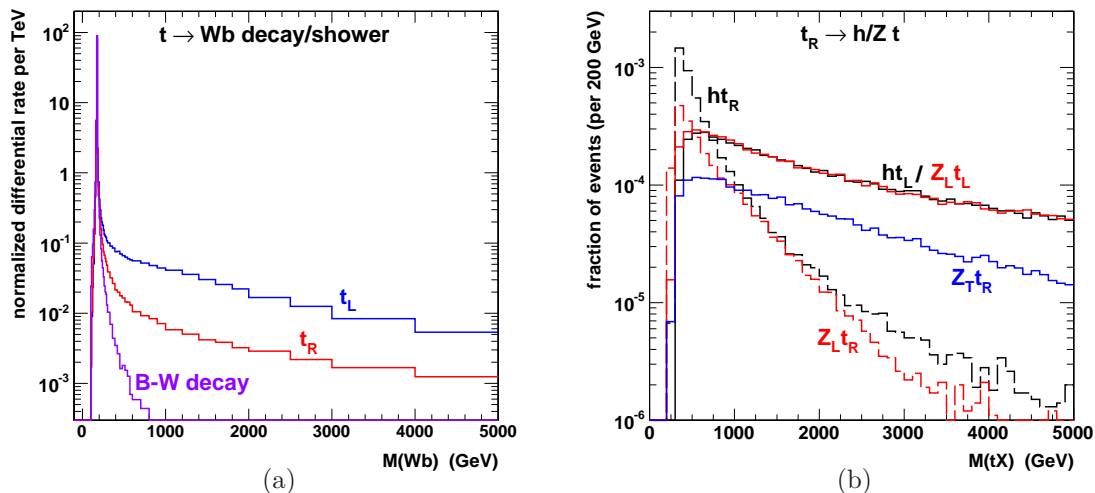 normalized differential rate per TeV
t → Wb decay/shower
10²
10
1
10⁻¹
10⁻²
10⁻³
t_L
t_R
B-W decay
0 1000 2000 3000 4000 5000
M(Wb) (GeV)
(a)
fraction of events (per 200 GeV)
t_R → h/Z t
10⁻³
10⁻⁴
10⁻⁵
10⁻⁶
ht_R
ht_L / Z_L t_L
Z_T t_R
Z_L t_R
0 1000 2000 3000 4000 5000
M(tX) (GeV)
(b)